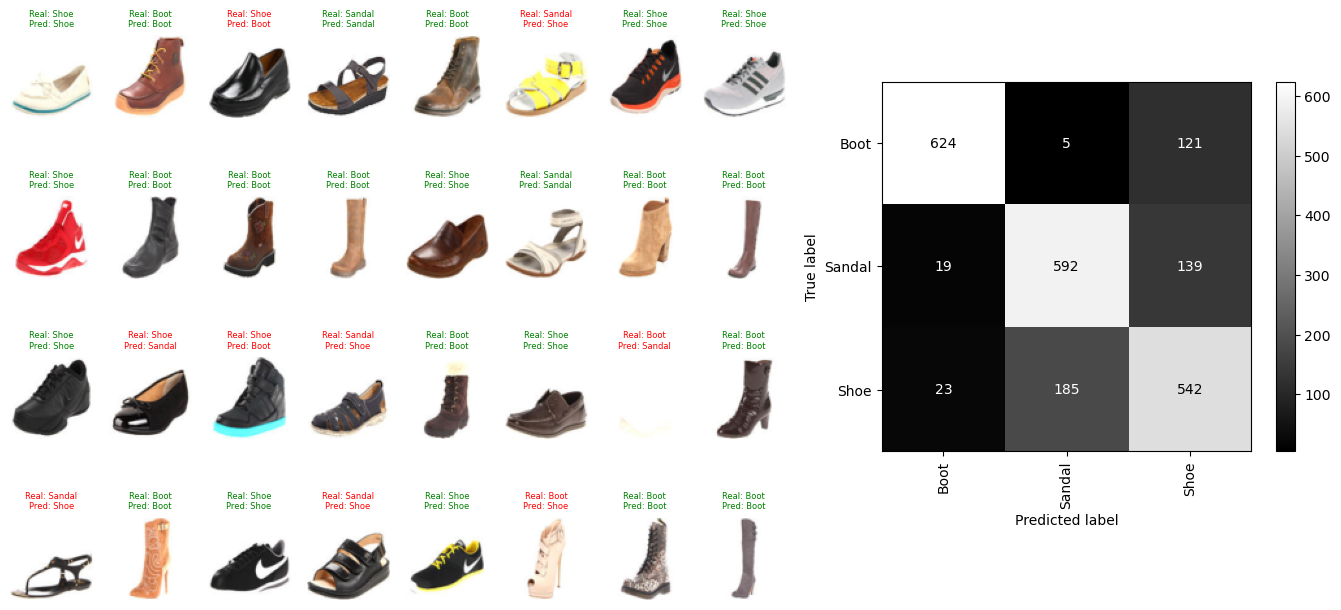 Real: Shoe
Pred: Shoe
Real: Boot
Pred: Boot
Real: Shoe
Pred: Boot
Real: Sandal
Pred: Sandal
Real: Boot
Pred: Boot
Real: Sandal
Pred: Shoe
Real: Shoe
Pred: Shoe
Real: Shoe
Pred: Shoe
Real: Shoe
Pred: Shoe
Real: Boot
Pred: Boot
Real: Boot
Pred: Boot
Real: Boot
Pred: Boot
Real: Shoe
Pred: Shoe
Real: Sandal
Pred: Sandal
Real: Boot
Pred: Boot
Real: Boot
Pred: Boot
Real: Shoe
Pred: Shoe
Real: Shoe
Pred: Sandal
Real: Shoe
Pred: Boot
Real: Sandal
Pred: Shoe
Real: Boot
Pred: Boot
Real: Shoe
Pred: Shoe
Real: Boot
Pred: Sandal
Real: Boot
Pred: Boot
Real: Sandal
Pred: Shoe
Real: Boot
Pred: Boot
Real: Shoe
Pred: Shoe
Real: Sandal
Pred: Shoe
Real: Shoe
Pred: Shoe
Real: Boot
Pred: Shoe
Real: Boot
Pred: Boot
Real: Boot
Pred: Boot
True label
Boot 624 5 121
Sandal 19 592 139
Shoe 23 185 542
Boot Sandal Shoe
Predicted label
600
500
400
300
200
100